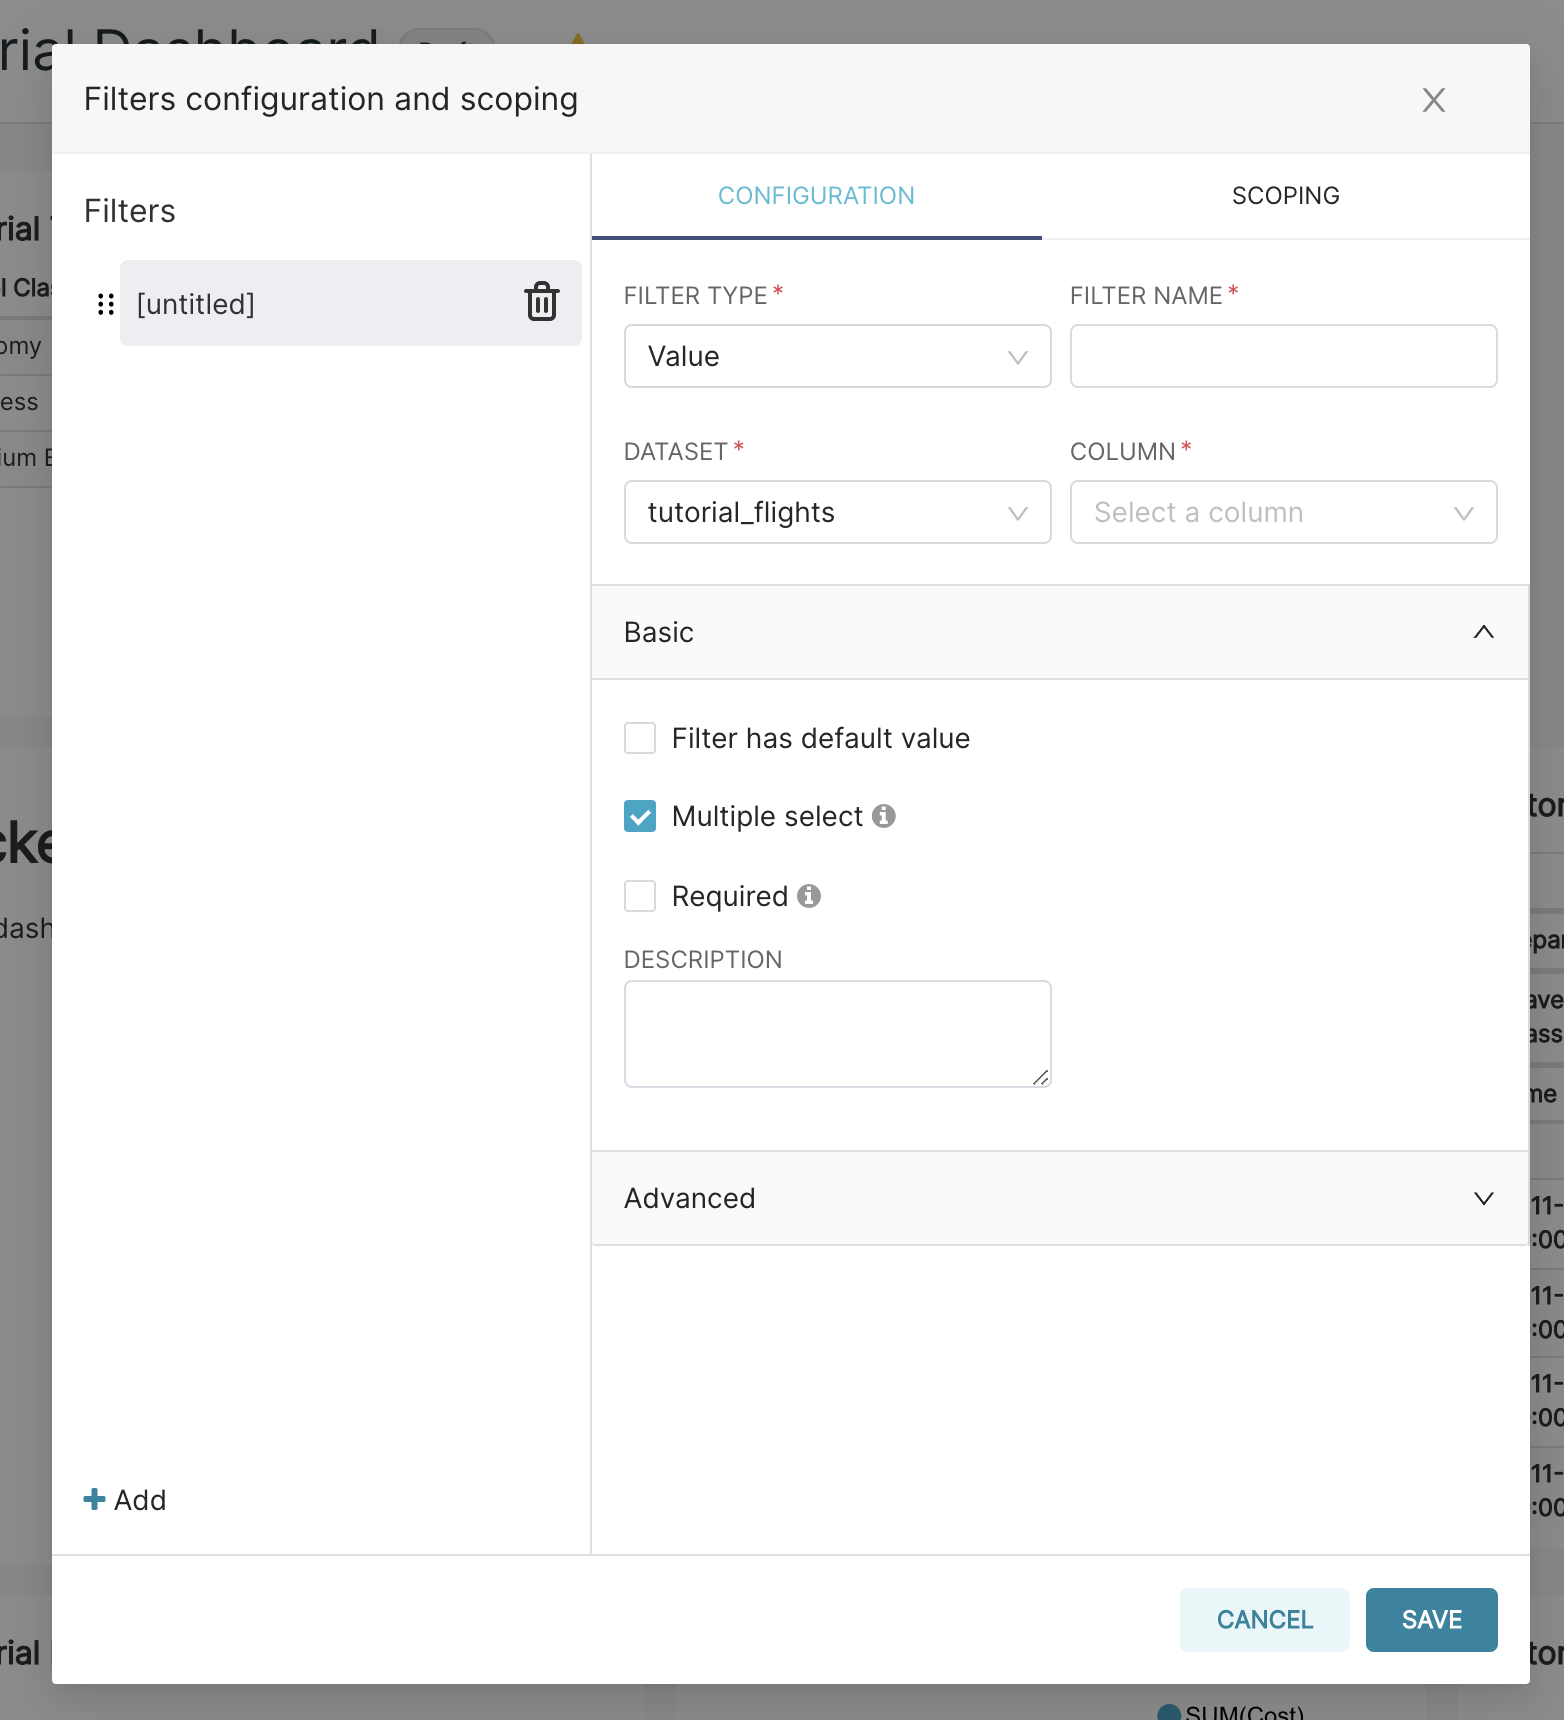 Filters configuration and scoping
Filters
[untitled]
Add
CONFIGURATION
SCOPING
FILTER TYPE *
FILTER NAME *
Value
DATASET *
COLUMN *
tutorial_flights
Select a column
Basic
Filter has default value
Multiple select
Required
DESCRIPTION
Advanced
CANCEL
SAVE
SUM(Cost)